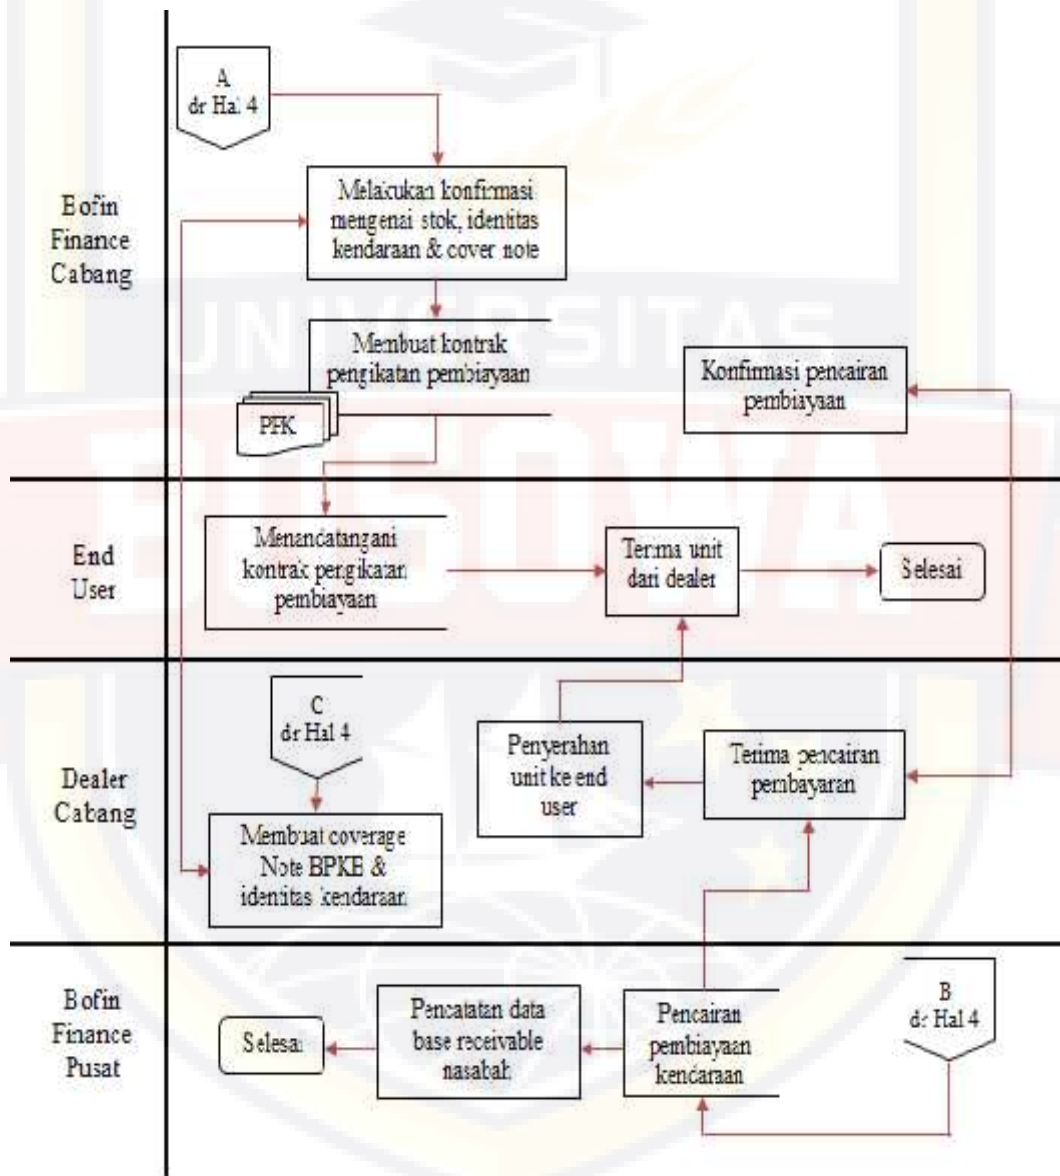 A
dr Hal 4
Bofin
Finance
Cabang
Melakukan konfirmasi
mengenai stok, identitas
kendaraan & cover note
Membuat kontrak
pengikatan pembiayaan
PFK
Konfirmasi pencairan
pembiayaan
UNIVERSITAS
BOSOWA
End
User
Menandatangani
kontrak pengikatan
pembiayaan
Terima unit
dari dealer
Selesai
Dealer
Cabang
C
dr Hal 4
Penyerahan
unit ke end
user
Terima pencairan
pembayaran
Membuat coverage
Note BPKB &
identitas kendaraan
Bofin
Finance
Pusat
Selesai
Pencatatan data
base receivable
nasabah
Pencairan
pembiayaan
kendaraan
B
dr Hal 4